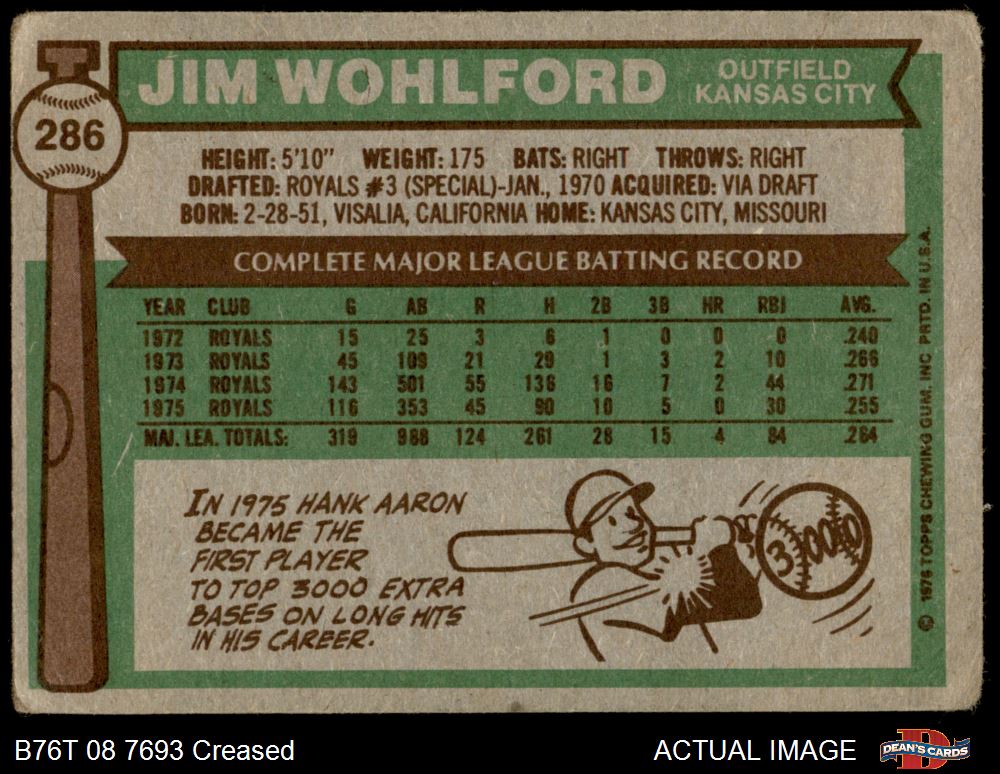 286
JIM WOHLFORD
OUTFIELD
KANSAS CITY
HEIGHT: 5'10" WEIGHT: 175 BATS: RIGHT THROWS: RIGHT
DRAFTED: ROYALS #3 (SPECIAL)-JAN., 1970 ACQUIRED: VIA DRAFT
BORN: 2-28-51, VISALIA, CALIFORNIA HOME: KANSAS CITY, MISSOURI
COMPLETE MAJOR LEAGUE BATTING RECORD
YEAR CLUB G AB R H 2B 3B HR RBI AVG.
1972 ROYALS 15 25 3 6 1 0 0 0 .240
1973 ROYALS 45 109 21 29 1 3 2 10 .266
1974 ROYALS 143 501 55 136 16 7 2 44 .271
1975 ROYALS 116 353 45 90 10 5 0 30 .255
MAJ. LEA. TOTALS: 319 988 124 261 28 15 4 84 .264
IN 1975 HANK AARON
BECAME THE
FIRST PLAYER
TO TOP 3000 EXTRA
BASES ON LONG HITS
IN HIS CAREER.
3000
© 1976 TOPPS CHEWING GUM, INC PRTD. IN U.S.A.
B76T 08 7693 Creased
ACTUAL IMAGE
DEAN'S CARDS